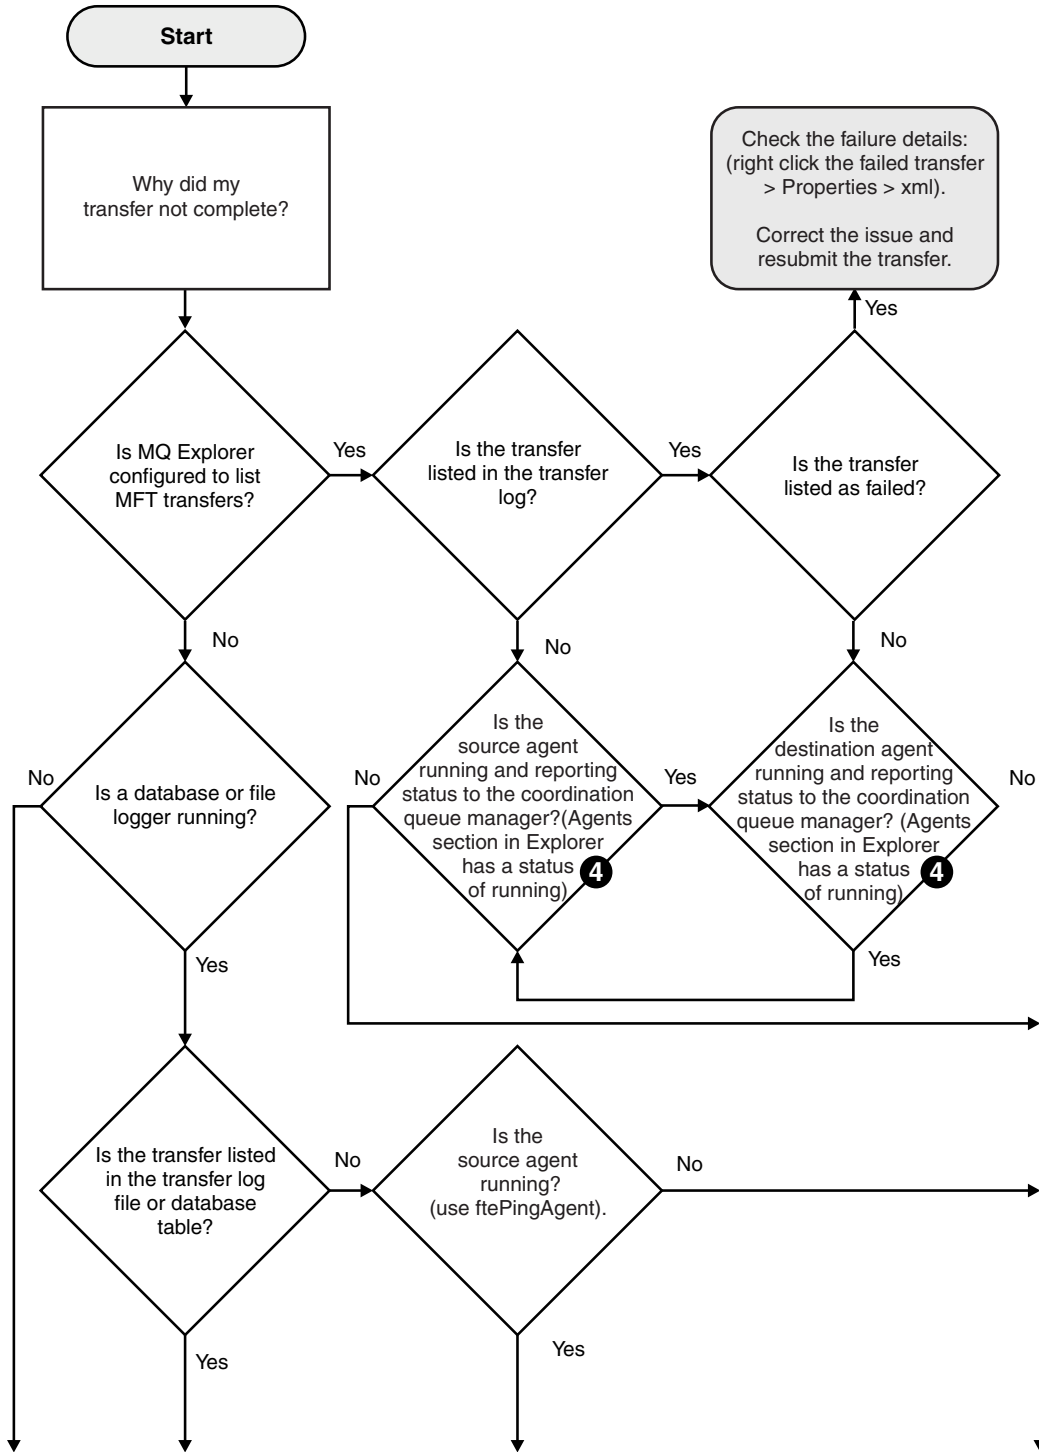 Start
Why did my
transfer not complete?
Check the failure details:
(right click the failed transfer
> Properties > xml).
Correct the issue and
resubmit the transfer.
Yes
Is MQ Explorer
configured to list
MFT transfers?
Yes
Is the transfer
listed in the transfer
log?
Yes
Is the transfer
listed as failed?
No
No
No
No
Is a database or file
logger running?
No
Is the
source agent
running and reporting
status to the coordination
queue manager?(Agents
section in Explorer
has a status
of running)
4
Yes
Is the
destination agent
running and reporting
status to the coordination
queue manager? (Agents
section in Explorer
has a status
of running)
4
No
Yes
Yes
Is the transfer listed
in the transfer log
file or database
table?
No
Is the
source agent
running?
(use ftePingAgent).
No
Yes
Yes